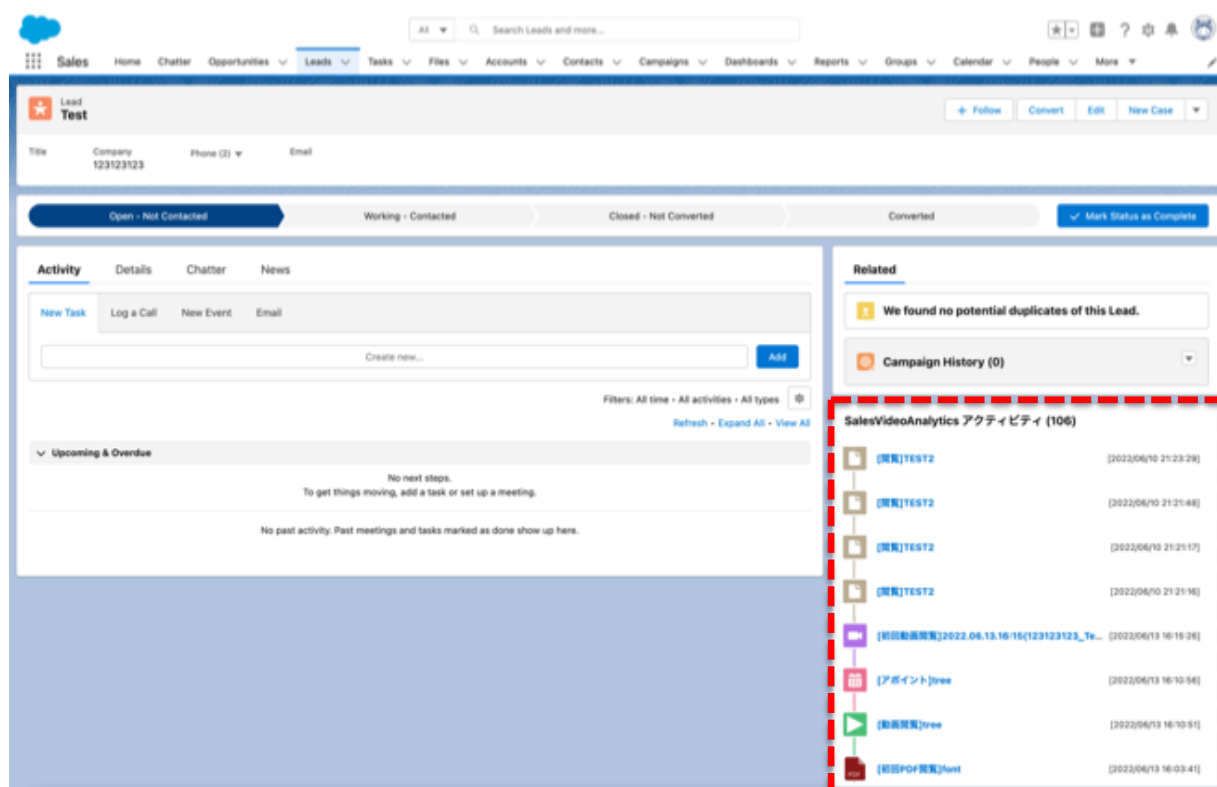 All
Search Leads and more...
Sales Home Chatter Opportunities Leads Tasks Files Accounts Contacts Campaigns Dashboards Reports Groups Calendar People More
Lead
Test
+ Follow Convert Edit New Case
Title Company Phone (2) Email
123123123
Open - Not Contacted Working - Contacted Closed - Not Converted Converted Mark Status as Complete
Activity Details Chatter News
New Task Log a Call New Event Email
Create new... Add
Filters: All time • All activities • All types
Refresh • Expand All • View All
Upcoming & Overdue
No next steps.
To get things moving, add a task or set up a meeting.
No past activity. Past meetings and tasks marked as done show up here.
Related
We found no potential duplicates of this Lead.
Campaign History (0)
SalesVideoAnalytics アクティビティ (106)
[閲覧]TEST2 [2022/06/10 21:23:29]
[閲覧]TEST2 [2022/06/10 21:21:48]
[閲覧]TEST2 [2022/06/10 21:21:17]
[閲覧]TEST2 [2022/06/10 21:21:16]
[初回動画閲覧]2022.06.13.16:15(123123123_Te... [2022/06/13 16:15:26]
[アポイント]tree [2022/06/13 16:10:56]
[動画閲覧]tree [2022/06/13 16:10:51]
PDF [初回PDF閲覧]font [2022/06/13 16:03:41]